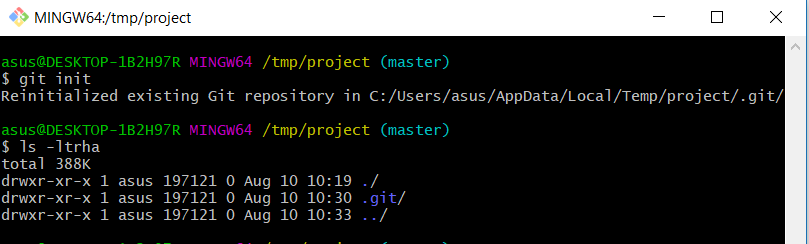 MINGW64:/tmp/project
asus@DESKTOP-1B2H97R MINGW64 /tmp/project (master)
$ git init
Reinitialized existing Git repository in C:/Users/asus/AppData/Local/Temp/project/.git/
asus@DESKTOP-1B2H97R MINGW64 /tmp/project (master)
$ ls -ltrha
total 388K
drwxr-xr-x 1 asus 197121 0 Aug 10 10:19 ./
drwxr-xr-x 1 asus 197121 0 Aug 10 10:30 .git/
drwxr-xr-x 1 asus 197121 0 Aug 10 10:33 ../